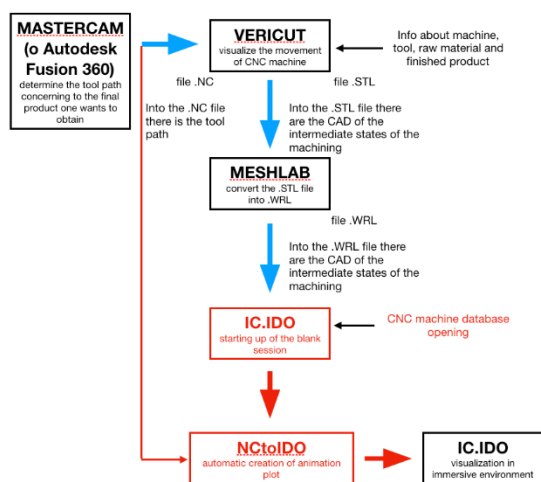 MASTERCAM
(o Autodesk
Fusion 360)
determine the tool path
concerning to the final
product one wants to
obtain
VERICUT
visualize the movement
of CNC machine
Info about machine,
tool, raw material and
finished product
file .NC
file .STL
Into the .NC file
there is the tool
path
Into the .STL file there
are the CAD of the
intermediate states of the
machining
MESHLAB
convert the .STL file
into .WRL
file .WRL
Into the .WRL file there
are the CAD of the
intermediate states of the
machining
IC.IDO
starting up of the blank
session
CNC machine database
opening
NCtoIDO
automatic creation of animation
plot
IC.IDO
visualization in
immersive environment